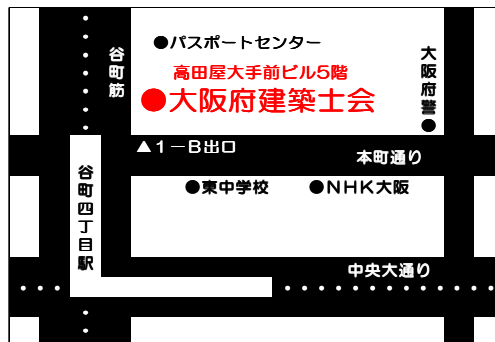 ●パスポートセンター
谷町筋
高田屋大手前ビル5階
●大阪府建築士会
大阪府警●
▲1－B出口
本町通り
●東中学校
●NHK大阪
谷町四丁目駅
中央大通り